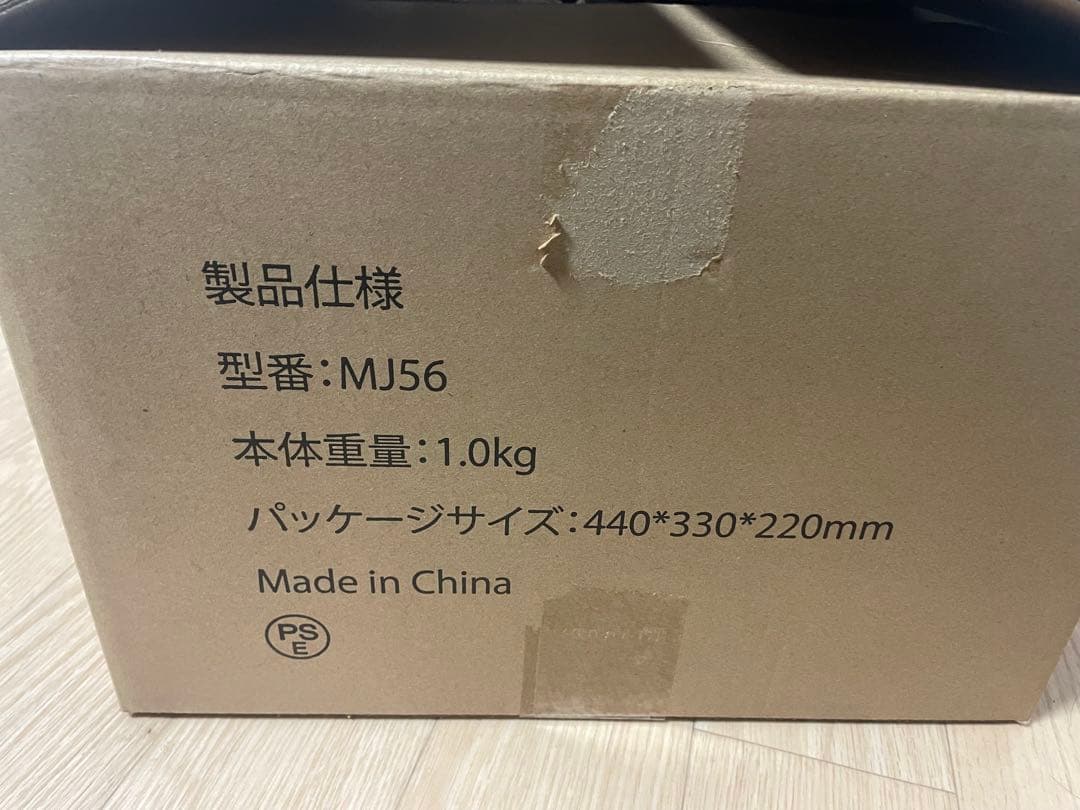 製品仕様
型番：MJ56
本体重量：1.0kg
パッケージサイズ：440*330*220mm
Made in China
PS
E